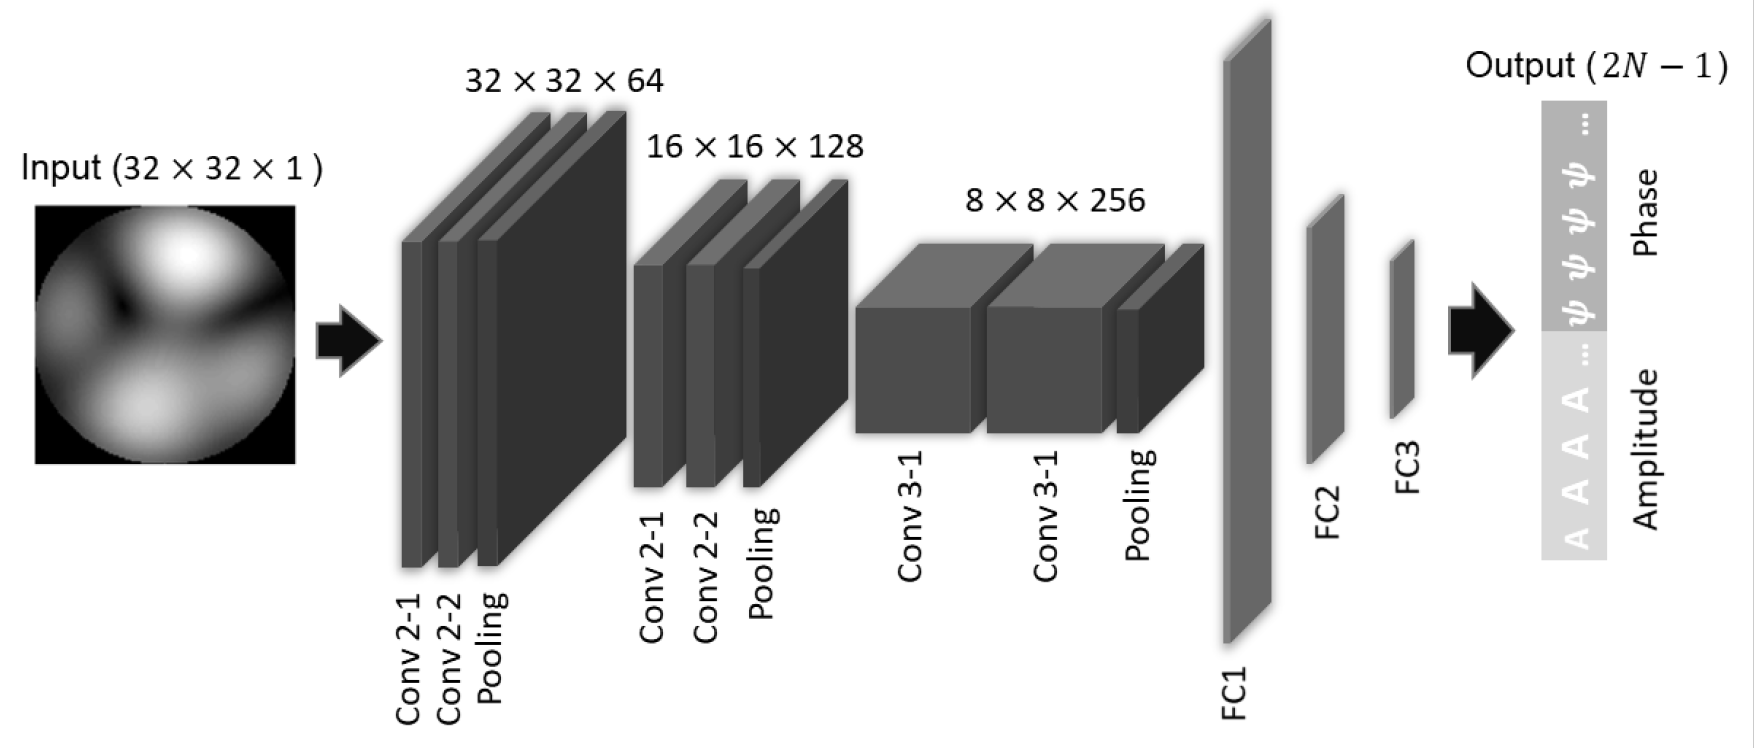 Input (32 × 32 × 1 )
32 × 32 × 64
Conv 2-1
Conv 2-2
Pooling
16 × 16 × 128
Conv 2-1
Conv 2-2
Pooling
8 × 8 × 256
Conv 3-1
Conv 3-1
Pooling
FC1
FC2
FC3
Output (2N − 1)
A A A A ... ψ ψ ψ ψ ...
Amplitude
Phase